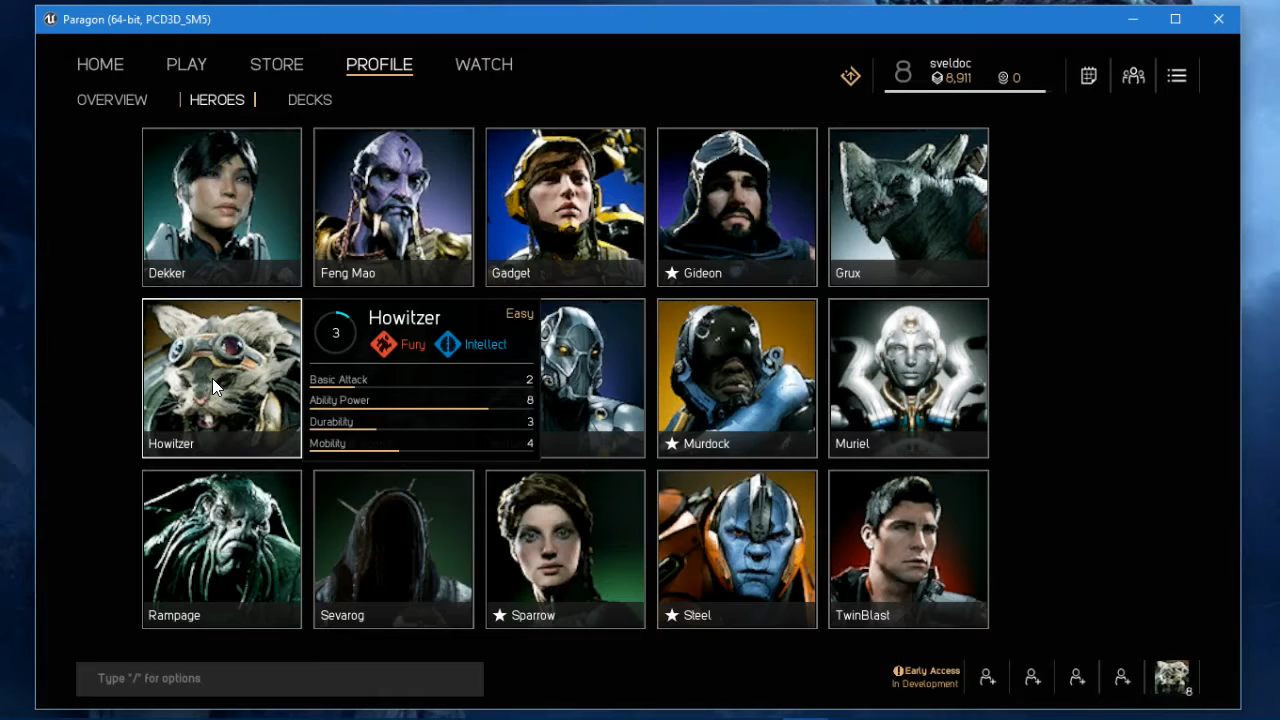 Paragon (64-bit, PCD3D_SM5)
HOME PLAY STORE PROFILE WATCH
8 sveldoc
8,911 0
OVERVIEW HEROES DECKS
Dekker Feng Mao Gadget Gideon Grux
Howitzer Easy
3 Fury Intellect
Basic Attack 2
Ability Power 8
Durability 3
Mobility 4
Howitzer Murdock Muriel
Rampage Sevarog Sparrow Steel TwinBlast
Type "/" for options
Early Access
In Development
8